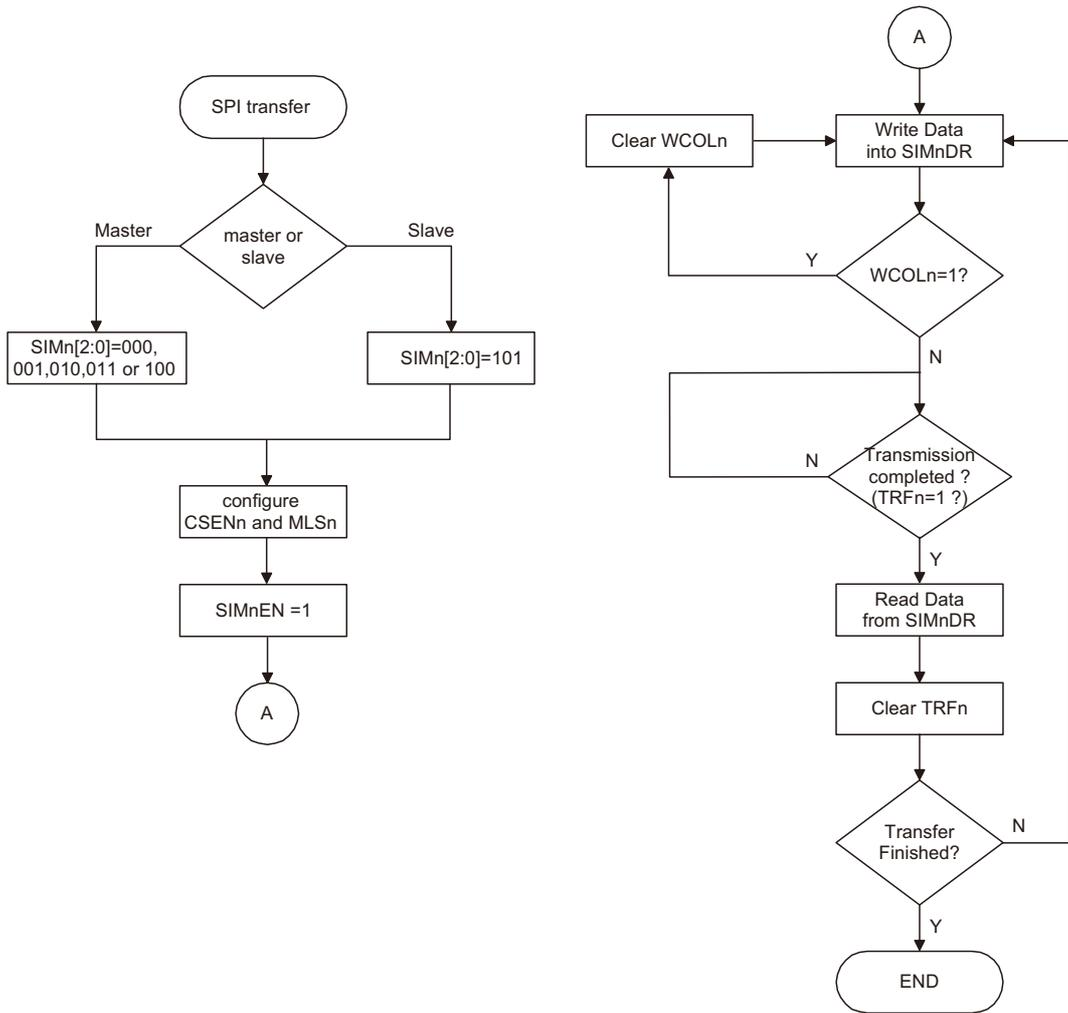 SPI transfer
master or
slave
Master
Slave
SIMn[2:0]=000,
001,010,011 or 100
SIMn[2:0]=101
configure
CSENn and MLSn
SIMnEN =1
A
A
Clear WCOLn
Write Data
into SIMnDR
Y
WCOLn=1?
N
N
Transmission
completed ?
(TRFn=1 ?)
Y
Read Data
from SIMnDR
Clear TRFn
Transfer
Finished?
N
Y
END